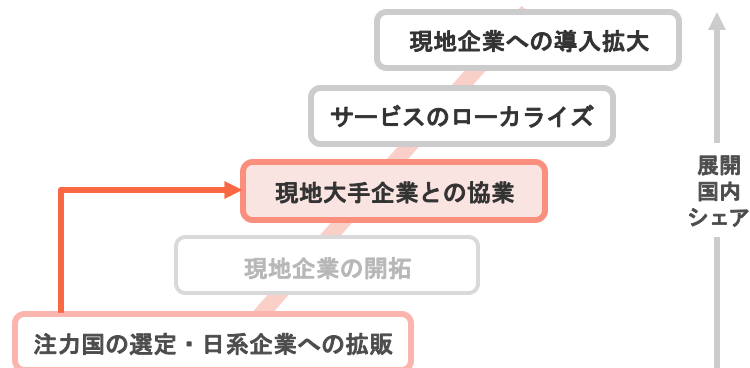 現地企業への導入拡大
サービスのローカライズ
現地大手企業との協業
現地企業の開拓
注力国の選定・日系企業への拡販
展開
国内
シェア